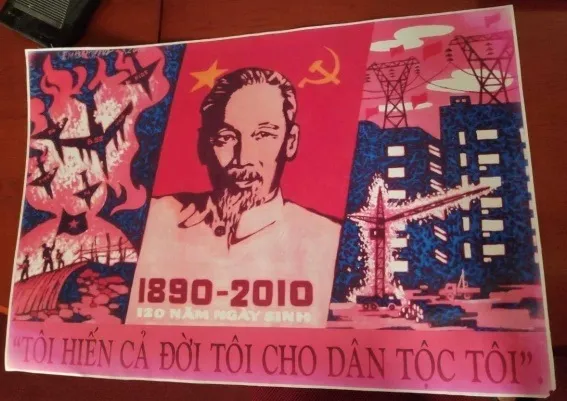 1890-2010
120 NĂM NGÀY SINH
"TÔI HIẾN CẢ ĐỜI TÔI CHO DÂN TỘC TÔI".